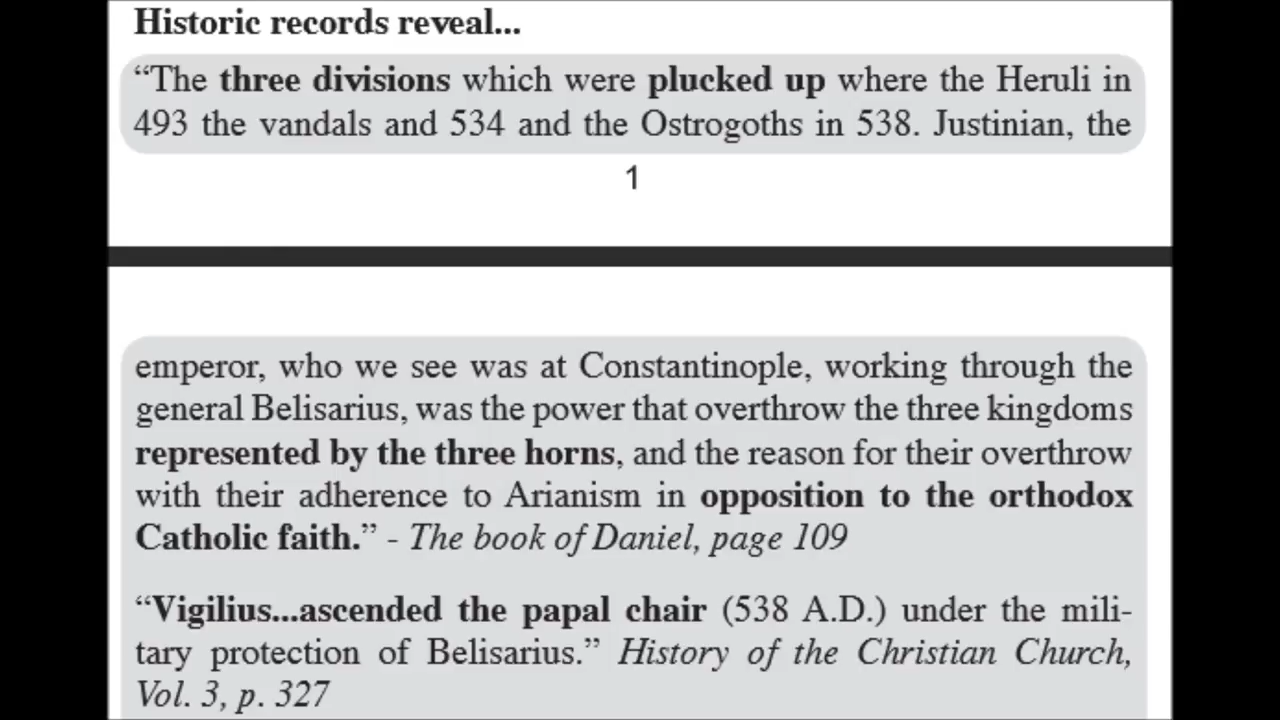 Historic records reveal...
“The three divisions which were plucked up where the Heruli in
493 the vandals and 534 and the Ostrogoths in 538. Justinian, the
1
emperor, who we see was at Constantinople, working through the
general Belisarius, was the power that overthrow the three kingdoms
represented by the three horns, and the reason for their overthrow
with their adherence to Arianism in opposition to the orthodox
Catholic faith.” - The book of Daniel, page 109
“Vigilius...ascended the papal chair (538 A.D.) under the mili-
tary protection of Belisarius.” History of the Christian Church,
Vol. 3, p. 327